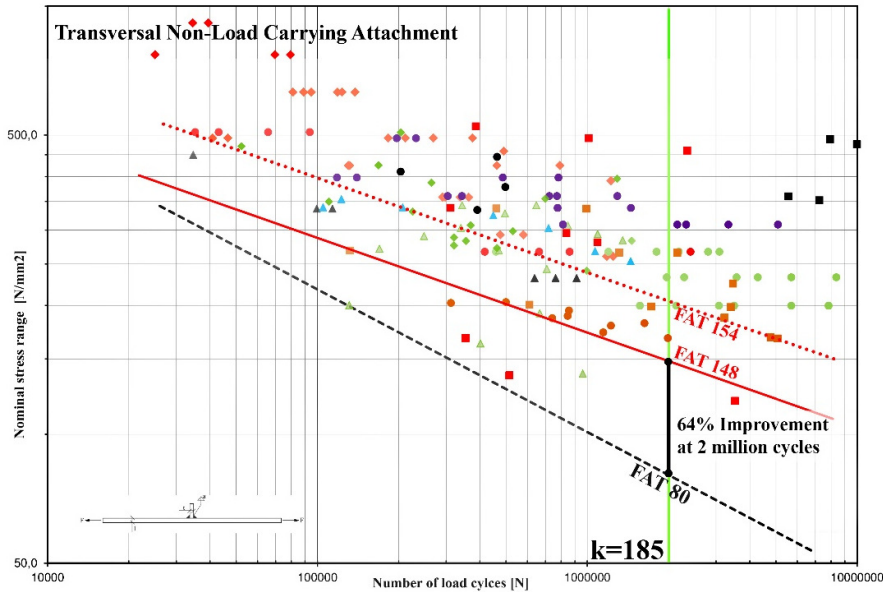 Transversal Non-Load Carrying Attachment
500,0
Nominal stress range [N/mm2]
FAT 154
FAT 148
64% Improvement
at 2 million cycles
FAT 80
k=185
50,0
10000
100000
1000000
10000000
Number of load cylces [N]